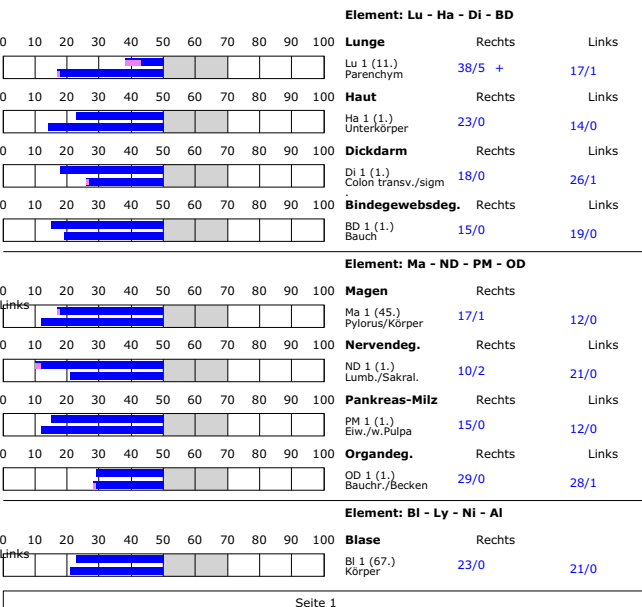 Element: Lu - Ha - Di - BD
0 10 20 30 40 50 60 70 80 90 100 Lunge Rechts Links
Lu 1 (11.)
Parenchym 38/5 + 17/1
0 10 20 30 40 50 60 70 80 90 100 Haut Rechts Links
Ha 1 (1.)
Unterkörper 23/0 14/0
0 10 20 30 40 50 60 70 80 90 100 Dickdarm Rechts Links
Di 1 (1.)
Colon transv./sigm 18/0 26/1
.
0 10 20 30 40 50 60 70 80 90 100 Bindegewebsdeg. Rechts Links
BD 1 (1.)
Bauch 15/0 19/0
Element: Ma - ND - PM - OD
0 10 20 30 40 50 60 70 80 90 100 Magen Rechts
Links
Ma 1 (45.)
Pylorus/Körper 17/1 12/0
0 10 20 30 40 50 60 70 80 90 100 Nervendeg. Rechts Links
ND 1 (1.)
Lumb./Sakral. 10/2 21/0
0 10 20 30 40 50 60 70 80 90 100 Pankreas-Milz Rechts Links
PM 1 (1.)
Eiw./w.Pulpa 15/0 12/0
0 10 20 30 40 50 60 70 80 90 100 Organdeg. Rechts Links
OD 1 (1.)
Bauchr./Becken 29/0 28/1
Element: Bl - Ly - Ni - Al
0 10 20 30 40 50 60 70 80 90 100 Blase Rechts
Links
Bl 1 (67.)
Körper 23/0 21/0
Seite 1